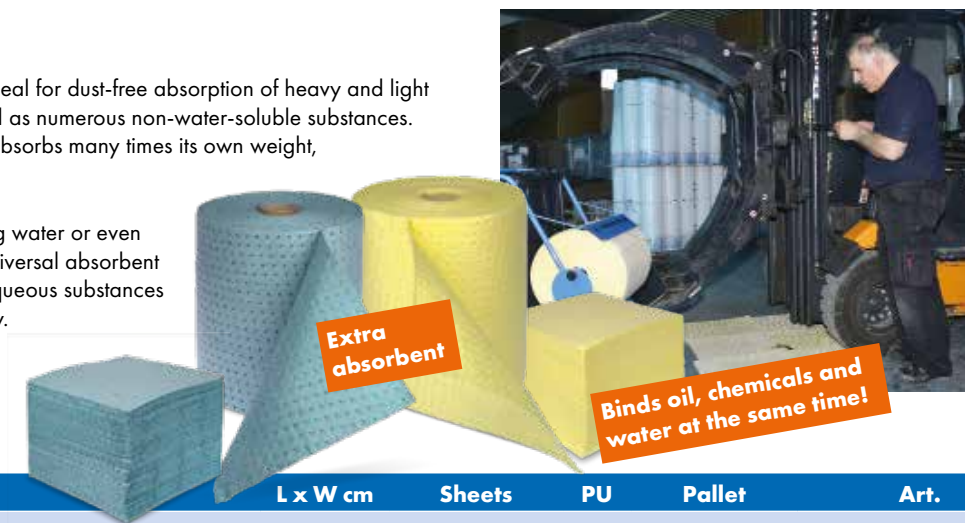 eal for dust-free absorption of heavy and light
as numerous non-water-soluble substances.
bsorbs many times its own weight,
g water or even
iversal absorbent
queous substances
Extra
absorbent
Binds oil, chemicals and
water at the same time!
L x W cm Sheets PU Pallet Art.